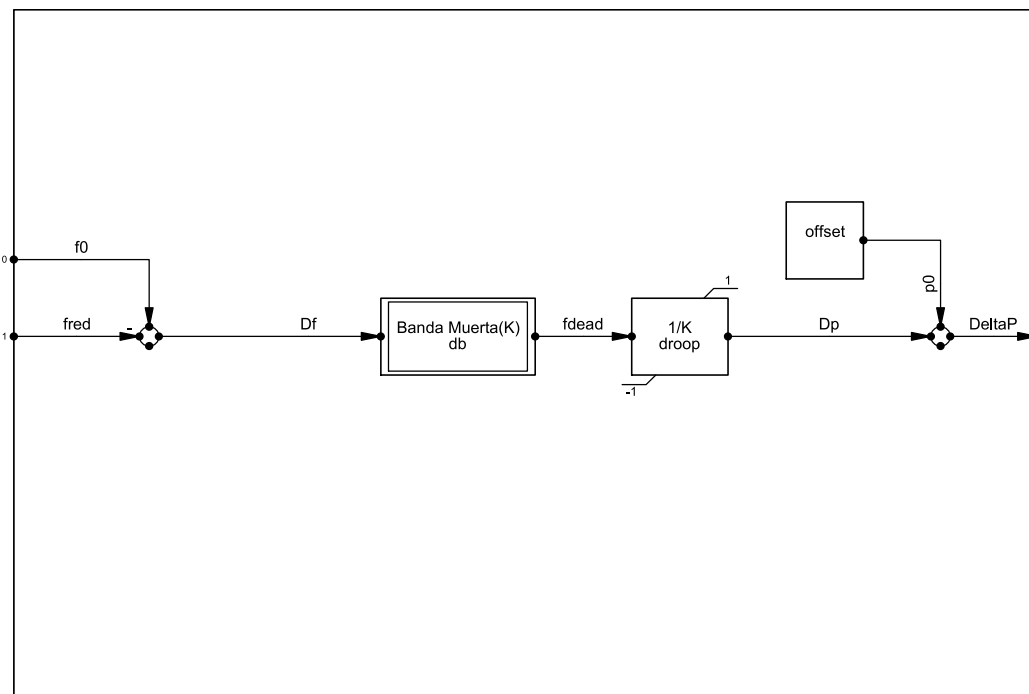 offset
f0
0
p0
1
fred
-
Df
Banda Muerta(K)
db
fdead
1/K
droop
Dp
DeltaP
1
-1